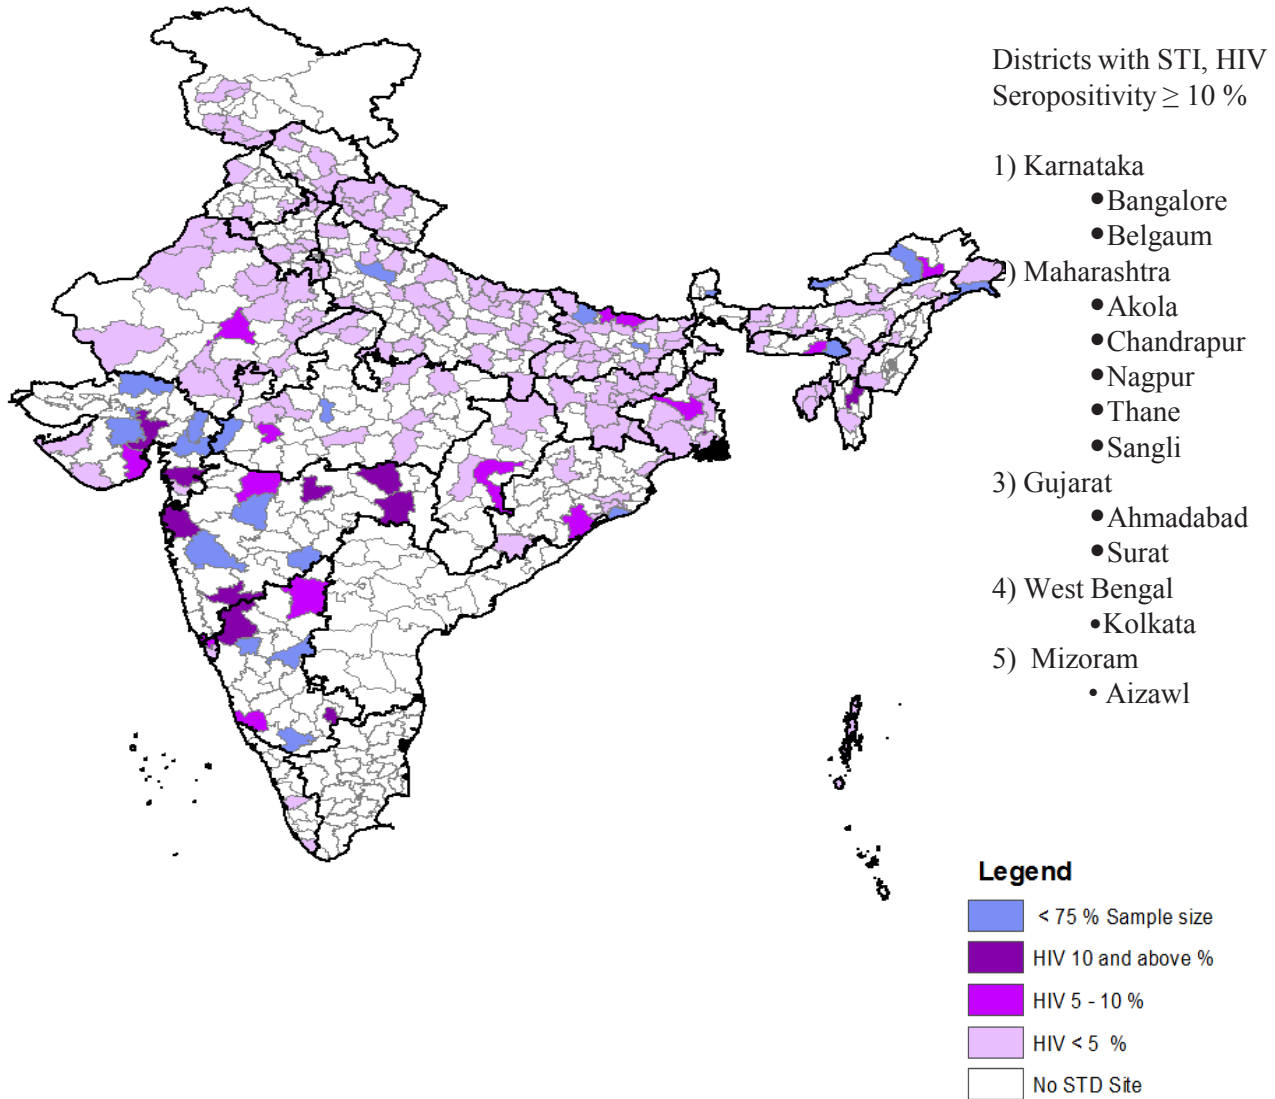 Districts with STI, HIV
Seropositivity ≥ 10 %
1) Karnataka
•Bangalore
•Belgaum
2) Maharashtra
•Akola
•Chandrapur
•Nagpur
•Thane
•Sangli
3) Gujarat
•Ahmadabad
•Surat
4) West Bengal
•Kolkata
5) Mizoram
• Aizawl
Legend
< 75 % Sample size
HIV 10 and above %
HIV 5 - 10 %
HIV < 5 %
No STD Site